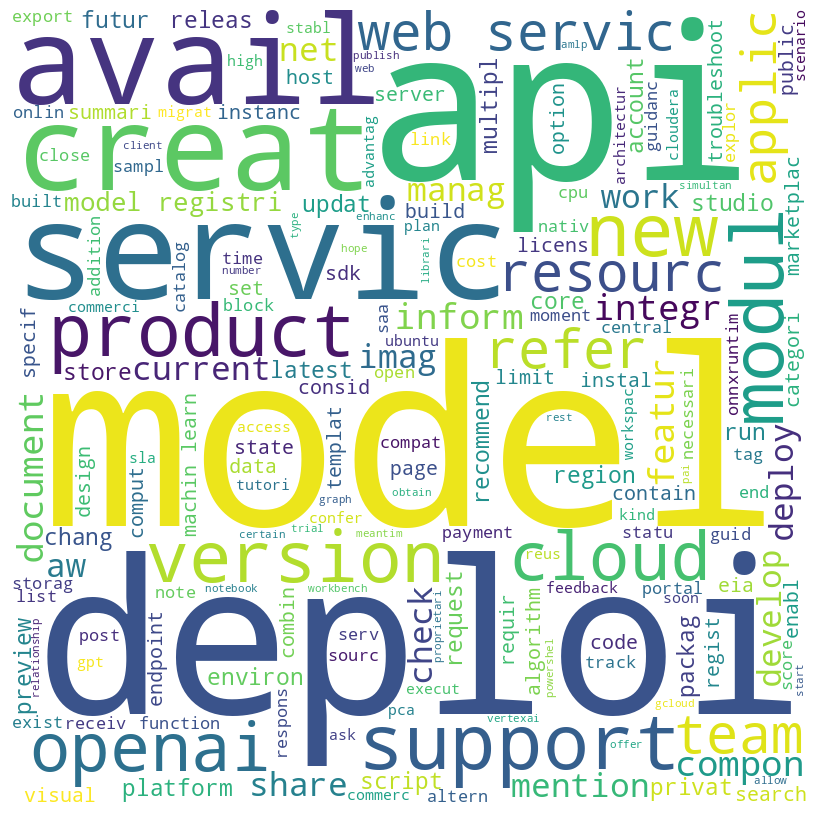 export
futur
releas
stabl
avail
web servic
amlp
net
high
publish
web
host
api
applic
public
scenario
onlin
summari
migrat
instanc
server
multipl
option
account
guidanc
architectur
cloudera
troubleshoot
explor
creat
close
client
sampl
advantag
link
simultan
built
model registri
updat
manag
build
plan
cpu
work
studio
marketplac
addition
catalog
time
number
type
enhanc
hope
librari
nativ
licens
new
modul
servic
set
block
sdk
saa
cost
resourc
commerci
specif
product
store
current
latest
ubuntu
inform
imag
open
consid
core
moment
refer
integr
central
limit
instal
onnxruntim
categori
model
document
design
sla
comput
machin learn
access
state
data
tutori
templat
compat
page
graph
obtain
recommend
rest
region
contain
kind
workspac
pai
necessari
featur
run
tag
end
deploy
chang
aw
version
certain
trial
confer
meantim
payment
cloud
statu
guid
storag
list
note
notebook
workbench
reus
feedback
portal
soon
eia
develop
score
enabl
preview
relationship
post
gpt
endpoint
environ
combin
deploi
serv
sourc
check
proprietari
request
execut
requir
algorithm
code
track
packag
regist
powershel
start
exist
receiv
function
respons
ask
pca
vertexai
gcloud
offer
allow
openai
support
team
compon
visual
platform
share
script
commerc
altern
mention
privat
search